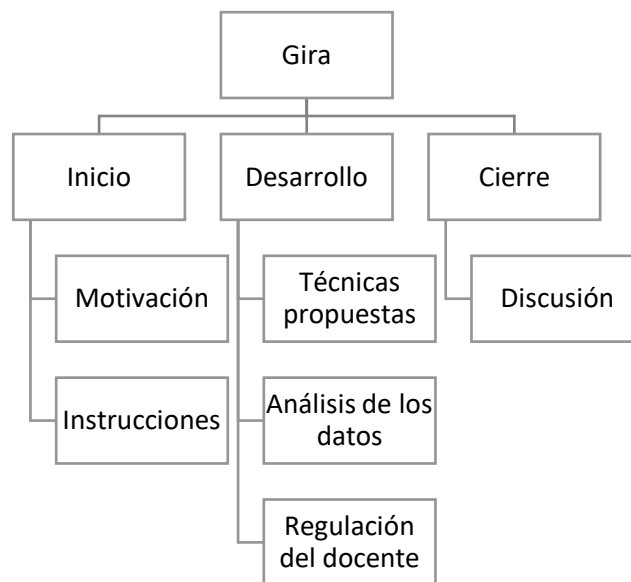 Gira
Inicio
Desarrollo
Cierre
Motivación
Técnicas
propuestas
Discusión
Instrucciones
Análisis de los
datos
Regulación
del docente